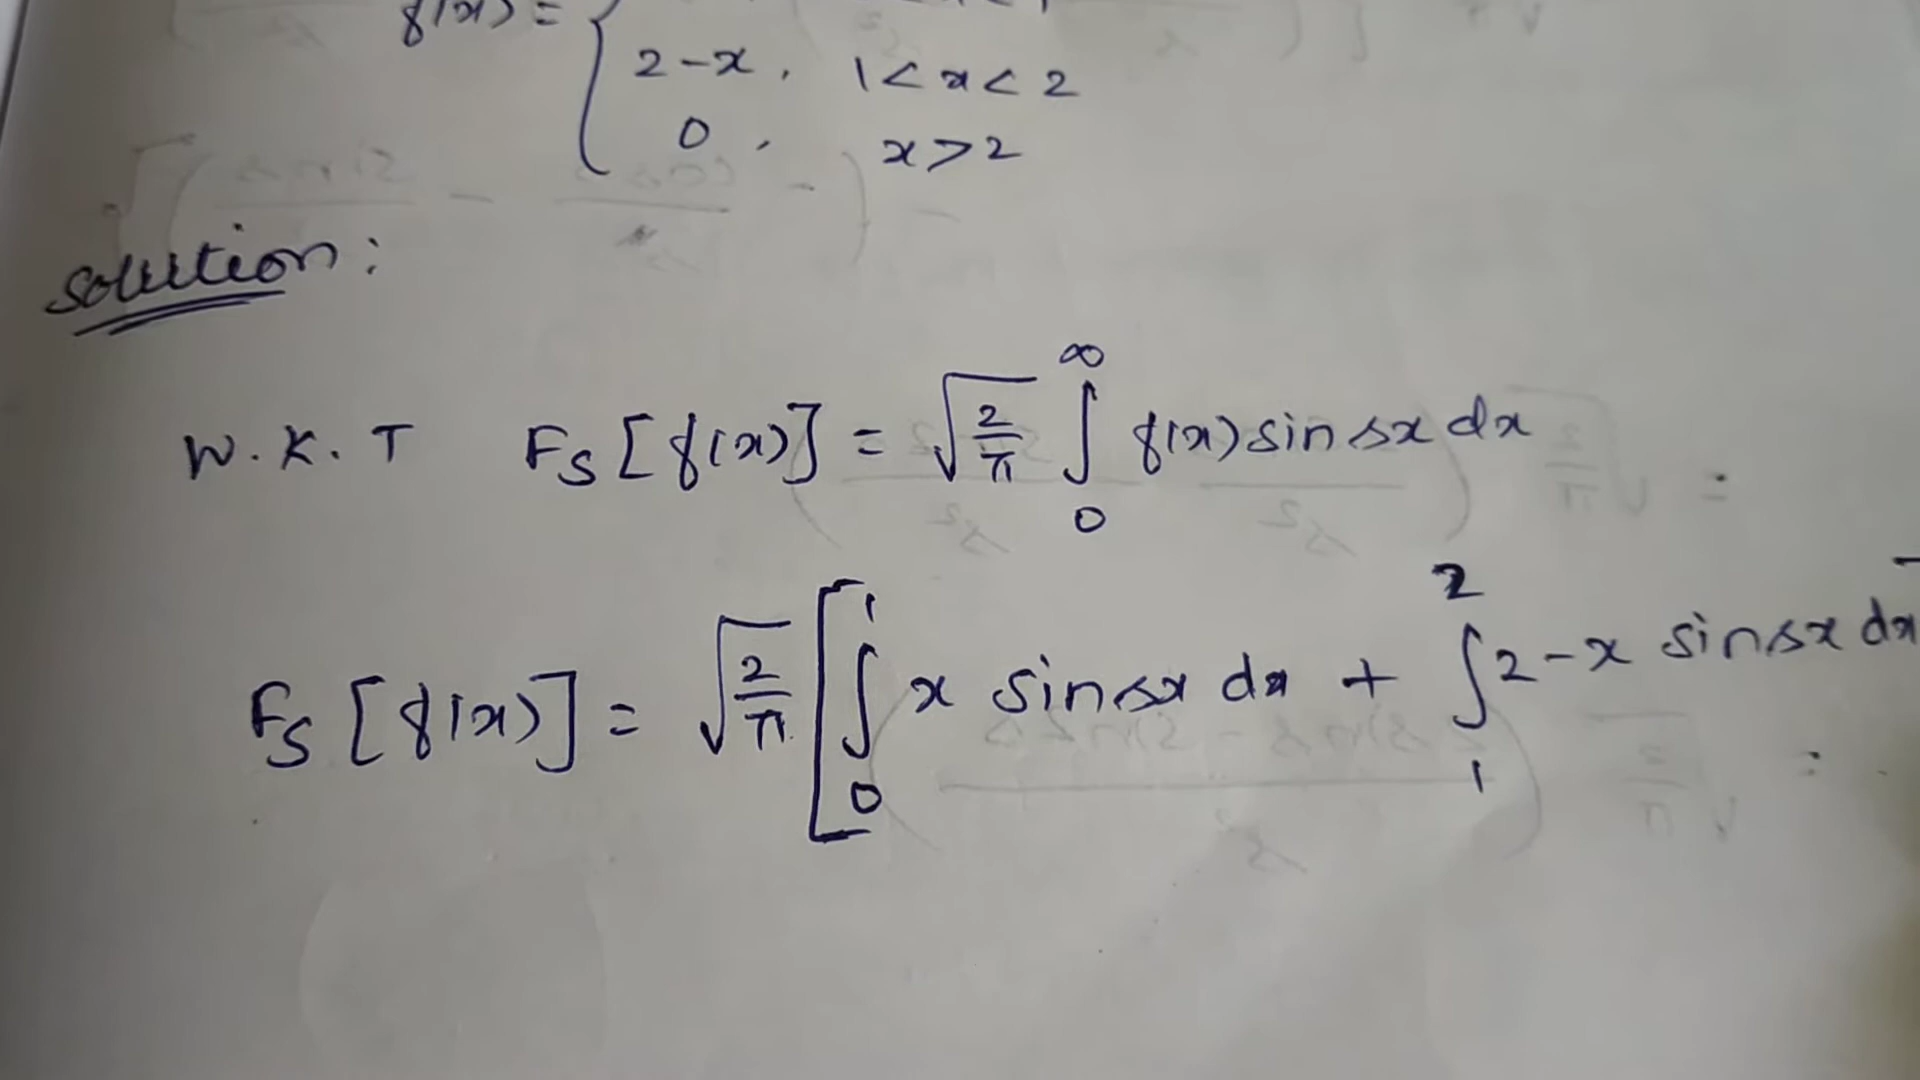 f(x) = {
2-x, 1<x<2
0, x>2
Solution:
W.K.T Fs[f(x)] = √(2/π) ∫₀^∞ f(x) sin sx dx
Fs[f(x)] = √(2/π) [∫₀¹ x sin sx dx + ∫₁² 2-x sin sx dx